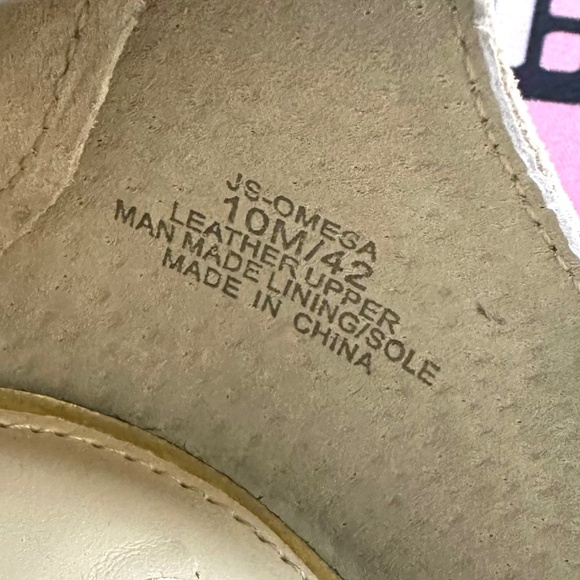 JS-OMEGA
10M/42
LEATHER UPPER
MAN MADE LINING/SOLE
MADE IN CHINA